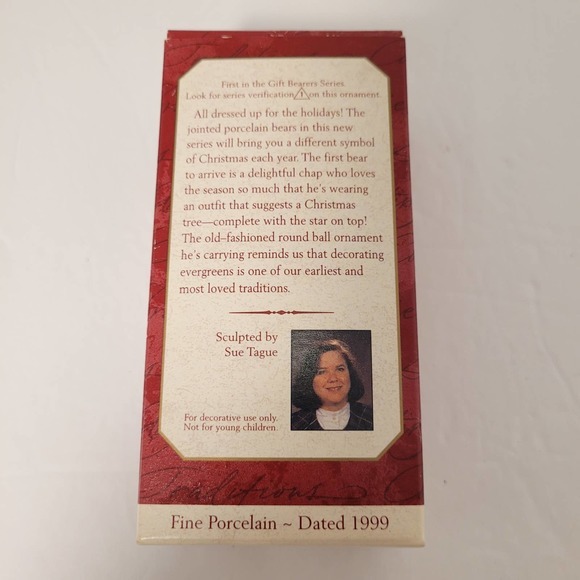 First in the Gift Bearers Series.
Look for series verification 1 on this ornament.
All dressed up for the holidays! The
jointed porcelain bears in this new
series will bring you a different symbol
of Christmas each year. The first bear
to arrive is a delightful chap who loves
the season so much that he's wearing
an outfit that suggests a Christmas
tree—complete with the star on top!
The old-fashioned round ball ornament
he's carrying reminds us that decorating
evergreens is one of our earliest and
most loved traditions.
Sculpted by
Sue Tague
For decorative use only.
Not for young children.
Traditions
Fine Porcelain ~ Dated 1999